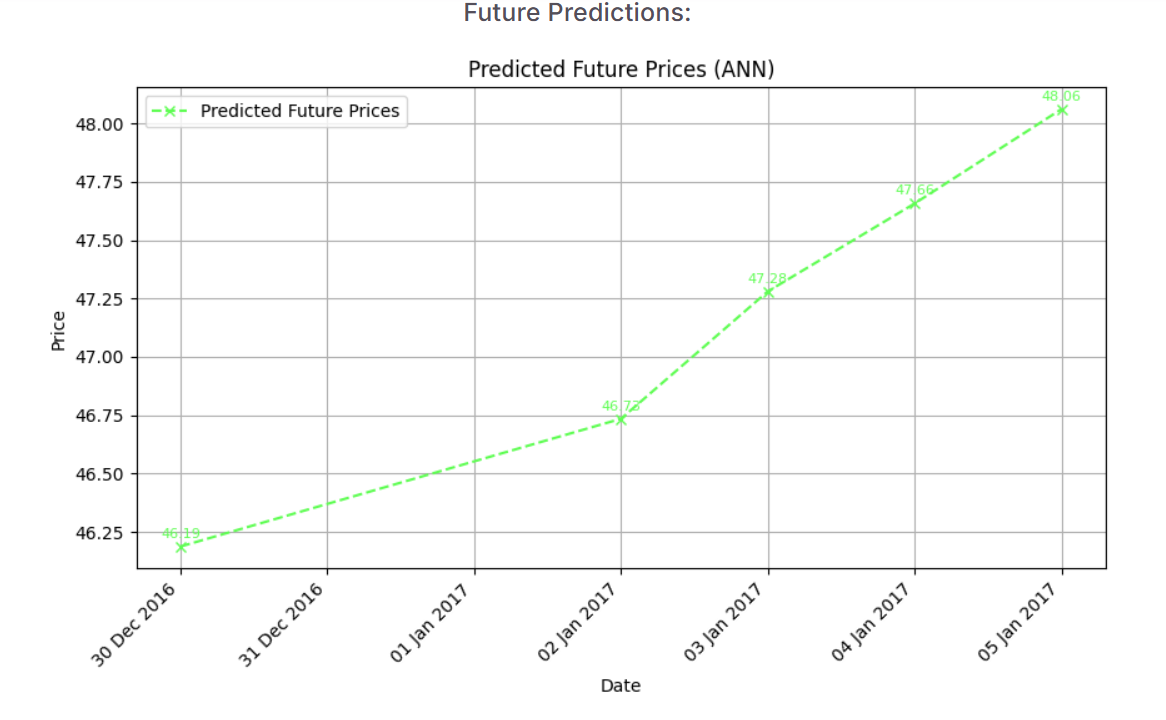 Future Predictions:
Predicted Future Prices (ANN)
Predicted Future Prices
48.00
47.75
47.50
47.25
47.00
46.75
46.50
46.25
Price
46.19
46.73
47.28
47.66
48.06
30 Dec 2016
31 Dec 2016
01 Jan 2017
02 Jan 2017
03 Jan 2017
04 Jan 2017
05 Jan 2017
Date